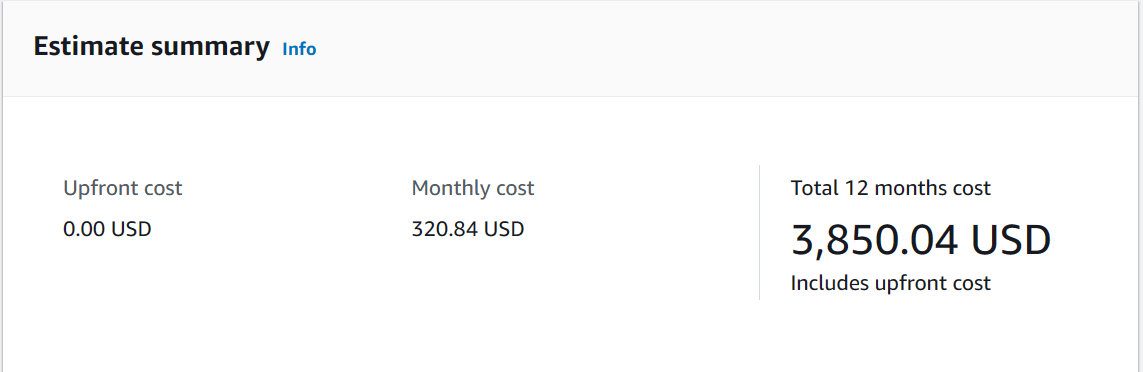 Estimate summary Info
Upfront cost
0.00 USD
Monthly cost
320.84 USD
Total 12 months cost
3,850.04 USD
Includes upfront cost